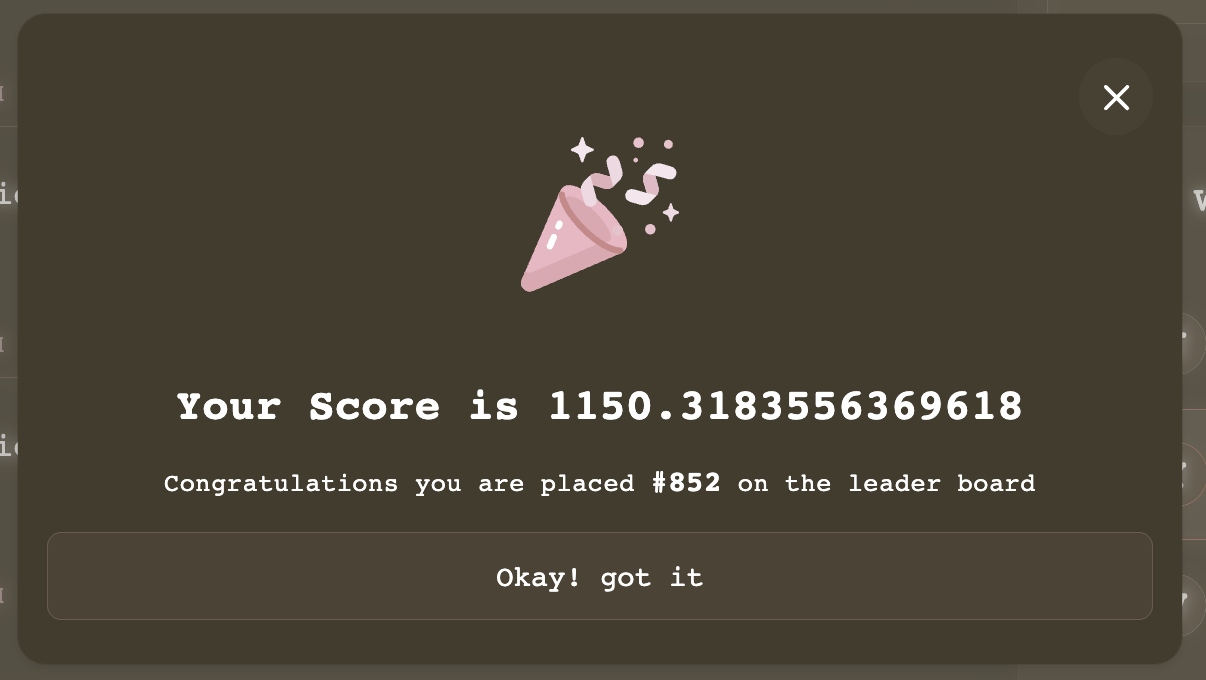 Your Score is 1150.3183556369618
Congratulations you are placed #852 on the leader board
Okay! got it